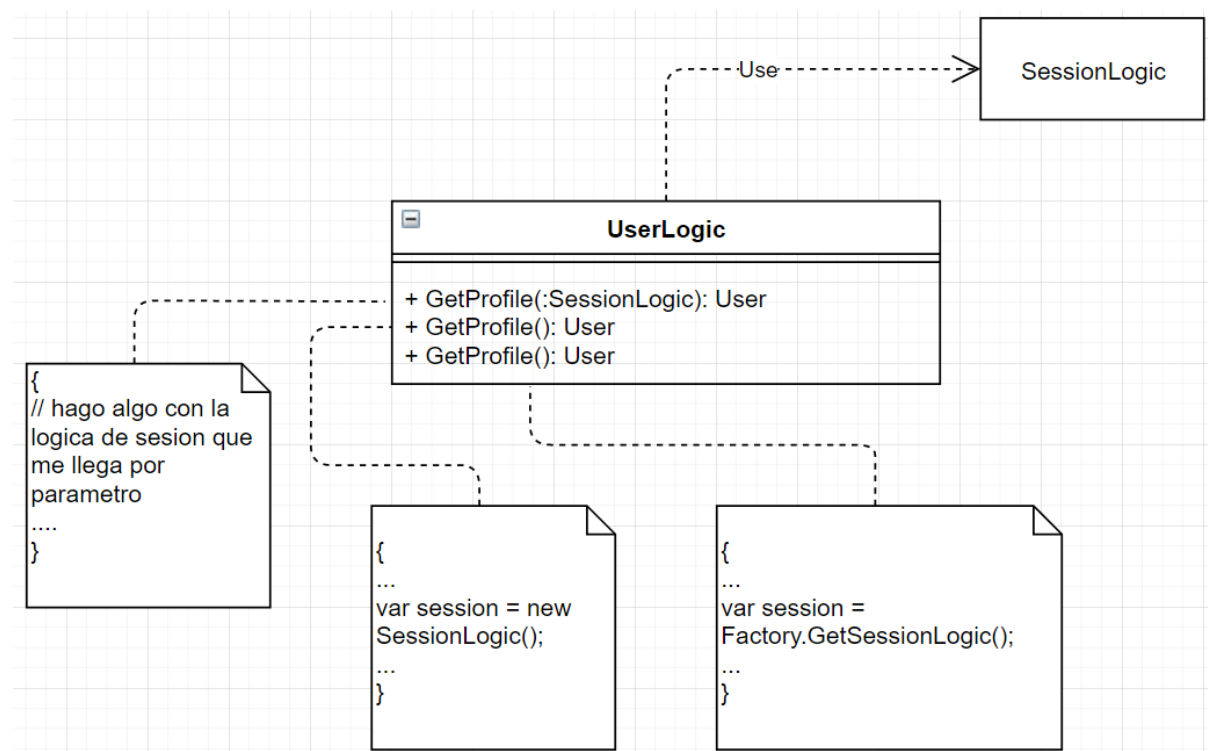 Use
SessionLogic
UserLogic
+ GetProfile(:SessionLogic): User
+ GetProfile(): User
+ GetProfile(): User
{
// hago algo con la
logica de sesion que
me llega por
parametro
....
}
{
...
var session = new
SessionLogic();
...
}
{
...
var session =
Factory.GetSessionLogic();
...
}